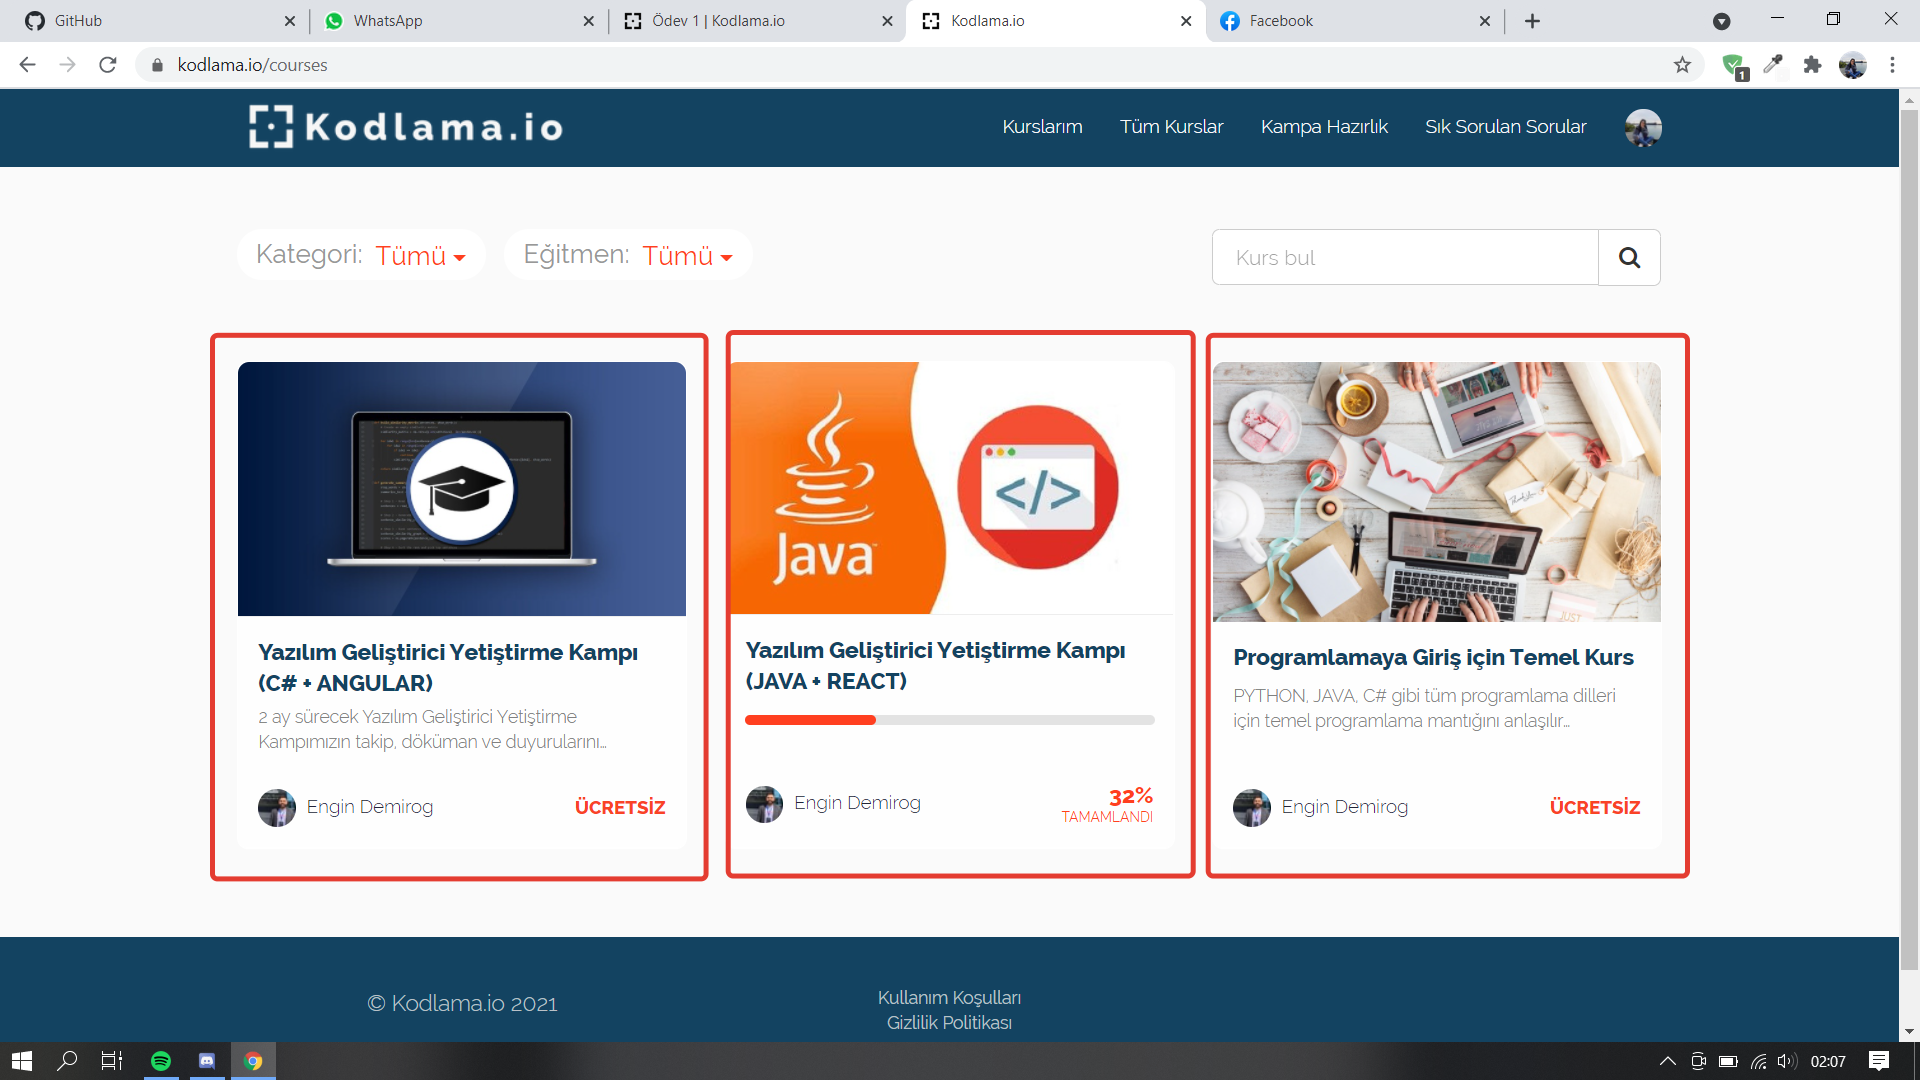 GitHub
WhatsApp
Ödev 1 | Kodlama.io
Kodlama.io
Facebook
kodlama.io/courses
1
Kodlama.io
Kurslarım
Tüm Kurslar
Kampa Hazırlık
Sık Sorulan Sorular
Kategori: Tümü
Eğitmen: Tümü
Kurs bul
Java
Yazılım Geliştirici Yetiştirme Kampı
(C# + ANGULAR)
2 ay sürecek Yazılım Geliştirici Yetiştirme
Kampımızın takip, döküman ve duyurularını...
Engin Demirog
ÜCRETSİZ
Yazılım Geliştirici Yetiştirme Kampı
(JAVA + REACT)
Engin Demirog
32%
TAMAMLANDI
Programlamaya Giriş için Temel Kurs
PYTHON, JAVA, C# gibi tüm programlama dilleri
için temel programlama mantığını anlaşılır...
Engin Demirog
ÜCRETSİZ
© Kodlama.io 2021
Kullanım Koşulları
Gizlilik Politikası
02:07